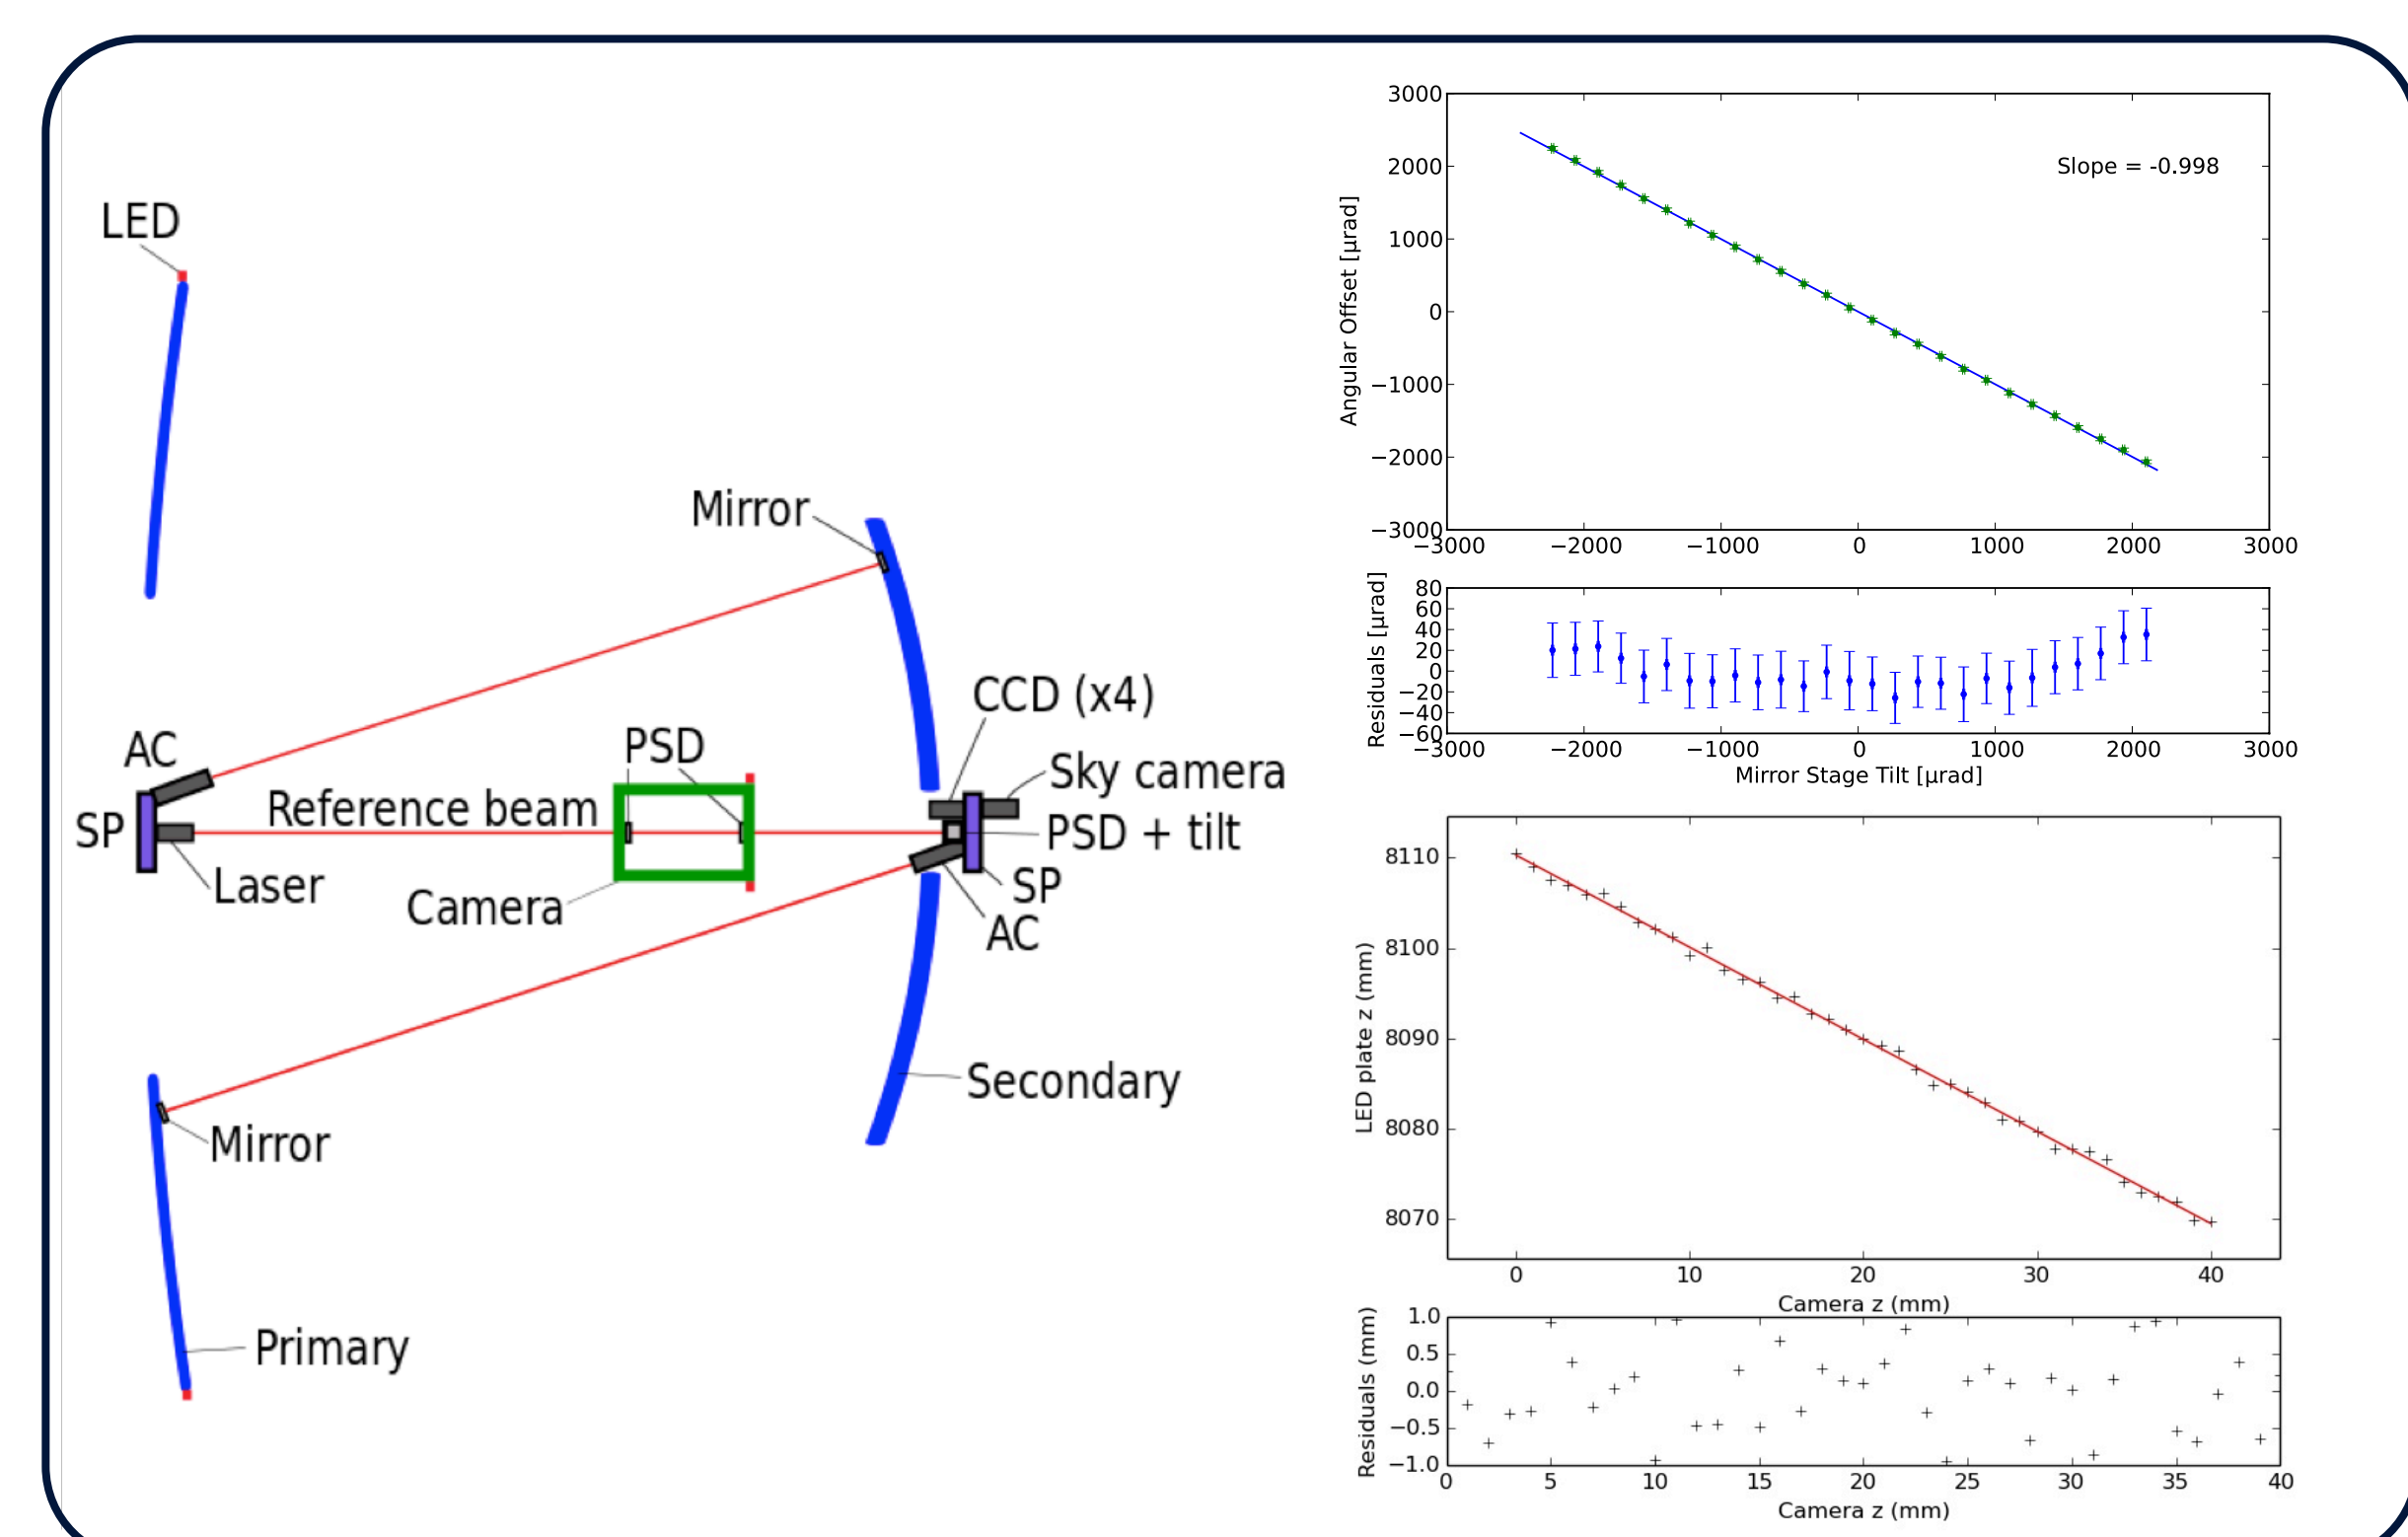 LED
Mirror
CCD (x4)
AC
PSD
Sky camera
Reference beam
SP
PSD + tilt
Laser
Camera
SP
AC
Secondary
Mirror
Primary
3000
2000
1000
0
−1000
−2000
−3000
Angular Offset [μrad]
Slope = -0.998
−3000 −2000 −1000 0 1000 2000 3000
80
60
40
20
0
−20
−40
−60
Residuals [μrad]
−3000 −2000 −1000 0 1000 2000 3000
Mirror Stage Tilt [μrad]
8110
8100
8090
8080
8070
LED plate z (mm)
0 10 20 30 40
Camera z (mm)
1.0
0.5
0.0
−0.5
−1.0
Residuals (mm)
0 5 10 15 20 25 30 35 40
Camera z (mm)